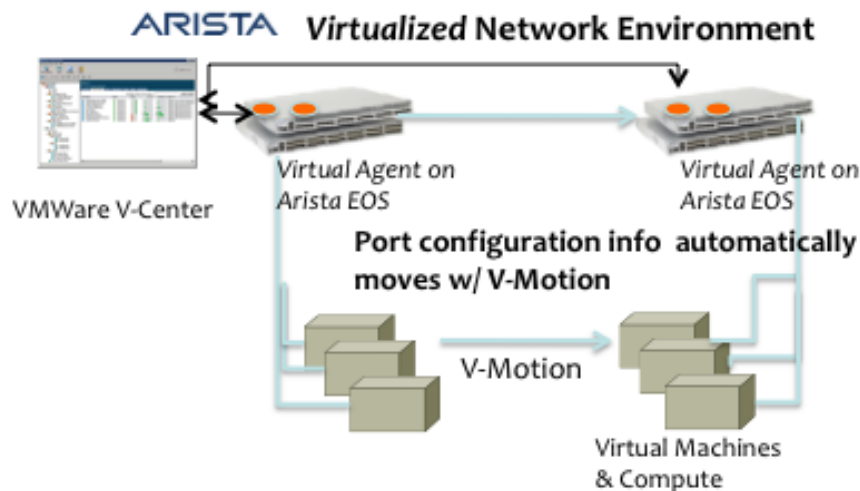 ARISTA Virtualized Network Environment
Virtual Agent on
Arista EOS
Virtual Agent on
Arista EOS
VMWare V-Center
Port configuration info automatically
moves w/ V-Motion
V-Motion
Virtual Machines
& Compute